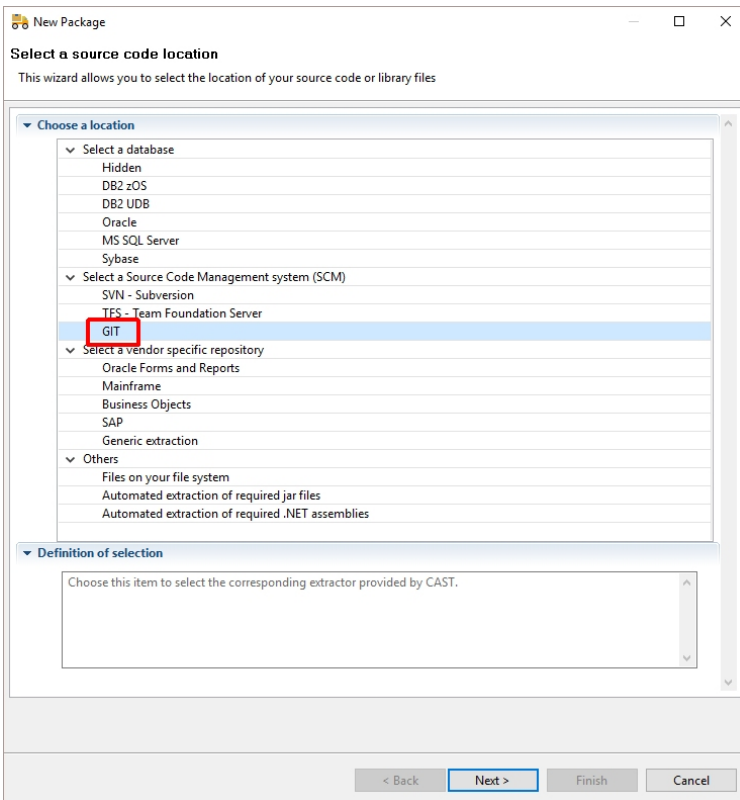 New Package
Select a source code location
This wizard allows you to select the location of your source code or library files
Choose a location
Select a database
Hidden
DB2 zOS
DB2 UDB
Oracle
MS SQL Server
Sybase
Select a Source Code Management system (SCM)
SVN - Subversion
TFS - Team Foundation Server
GIT
Select a vendor specific repository
Oracle Forms and Reports
Mainframe
Business Objects
SAP
Generic extraction
Others
Files on your file system
Automated extraction of required jar files
Automated extraction of required .NET assemblies
Definition of selection
Choose this item to select the corresponding extractor provided by CAST.
< Back Next > Finish Cancel